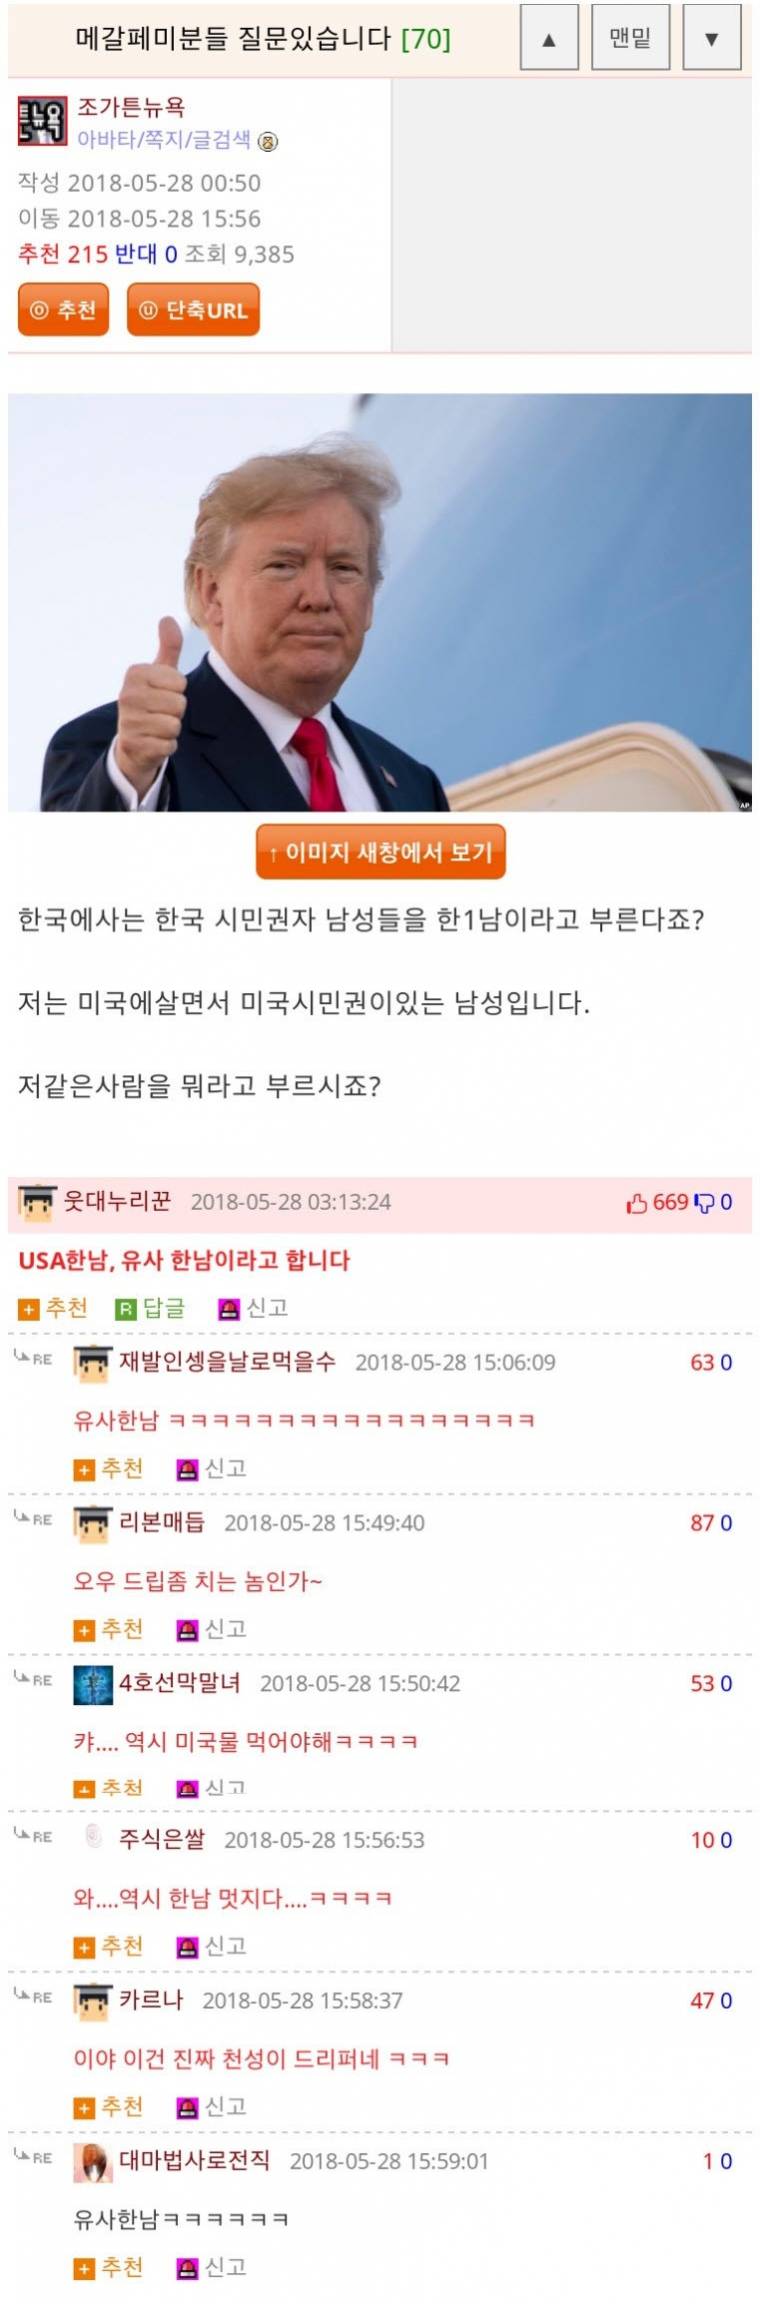 메갈페미분들 질문있습니다 [70]
▲
맨밑
▼
튼뉴욕
조가튼뉴욕
아바타/쪽지/글검색
작성 2018-05-28 00:50
이동 2018-05-28 15:56
추천 215 반대 0 조회 9,385
추천
단축URL
AP
↑ 이미지 새창에서 보기
한국에사는 한국 시민권자 남성들을 한1남이라고 부른다죠?
저는 미국에살면서 미국시민권이있는 남성입니다.
저같은사람을 뭐라고 부르시죠?
웃대누리꾼 2018-05-28 03:13:24 669 0
USA한남, 유사 한남이라고 합니다
+ 추천 R 답글 신고
RE 재발인셍을날로먹을수 2018-05-28 15:06:09 63 0
유사한남 ㅋㅋㅋㅋㅋㅋㅋㅋㅋㅋㅋㅋㅋㅋㅋㅋㅋ
+ 추천 신고
RE 리본매듭 2018-05-28 15:49:40 87 0
오우 드립좀 치는 놈인가~
+ 추천 신고
RE 4호선막말녀 2018-05-28 15:50:42 53 0
캬.... 역시 미국물 먹어야해ㅋㅋㅋㅋ
+ 추천 신고
RE 주식은쌀 2018-05-28 15:56:53 10 0
와....역시 한남 멋지다....ㅋㅋㅋㅋ
+ 추천 신고
RE 카르나 2018-05-28 15:58:37 47 0
이야 이건 진짜 천성이 드리퍼네 ㅋㅋㅋ
+ 추천 신고
RE 대마법사로전직 2018-05-28 15:59:01 1 0
유사한남ㅋㅋㅋㅋㅋㅋ
+ 추천 신고